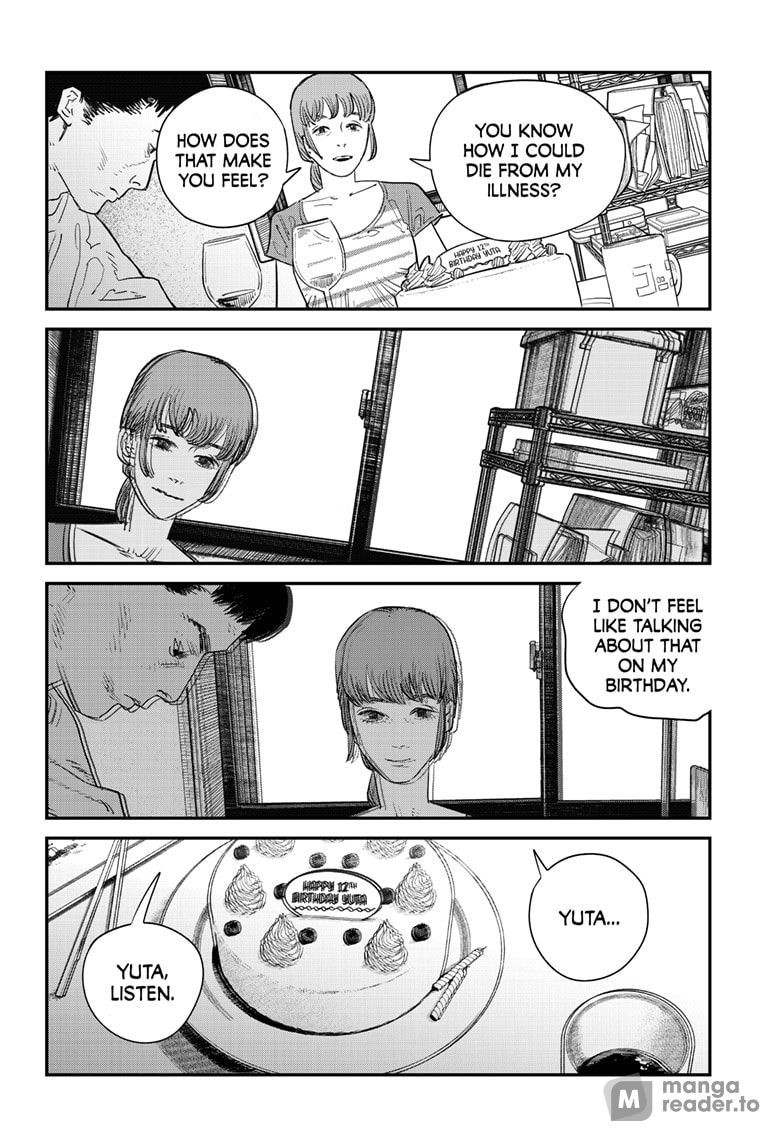 YOU KNOW
HOW I COULD
DIE FROM MY
ILLNESS?
HOW DOES
THAT MAKE
YOU FEEL?
HAPPY 12TH
BIRTHDAY YUTA
I DON'T FEEL
LIKE TALKING
ABOUT THAT
ON MY
BIRTHDAY.
YUTA...
HAPPY 12TH
BIRTHDAY YUTA
YUTA,
LISTEN.
M manga
reader.to